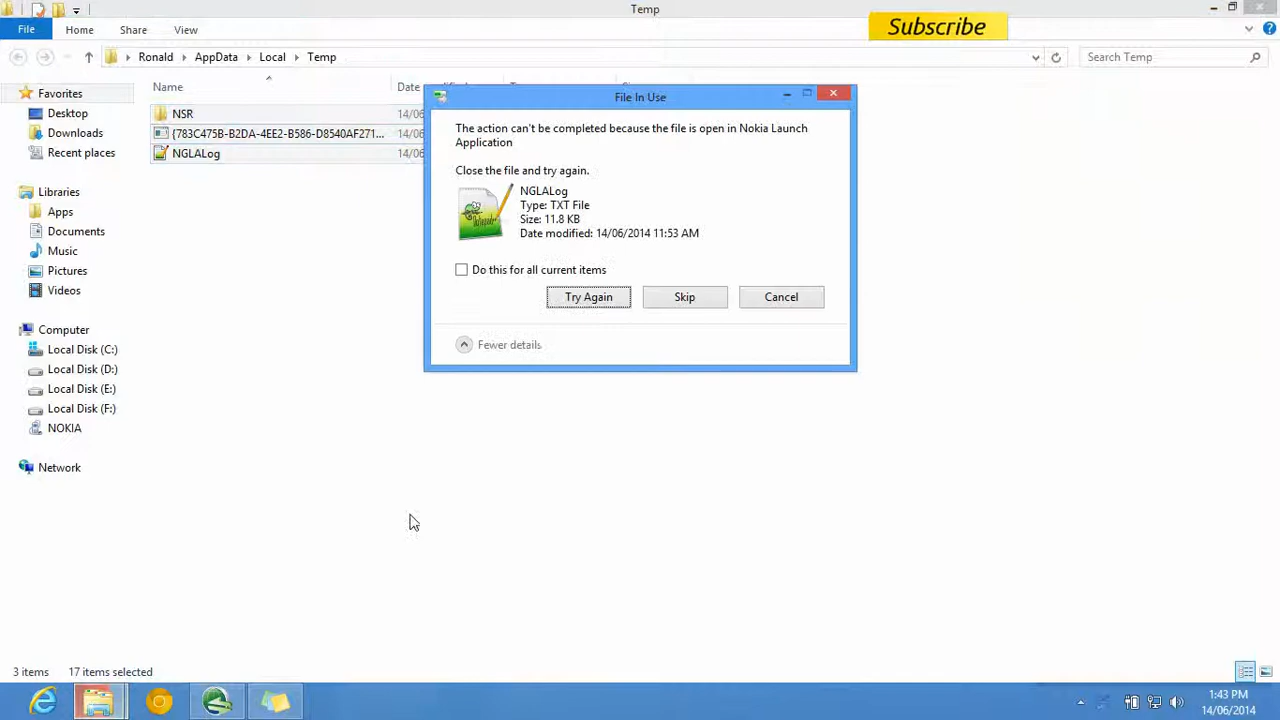 Temp
Subscribe
File
Home
Share
View
Ronald
AppData
Local
Temp
Search Temp
Name
Date
Favorites
Desktop
Downloads
Recent places
Libraries
Apps
Documents
Music
Pictures
Videos
Computer
Local Disk (C:)
Local Disk (D:)
Local Disk (E:)
Local Disk (F:)
NOKIA
Network
NSR
14/06
{783C475B-B2DA-4EE2-B586-D8540AF271...
14/06
NGLALog
14/06
File In Use
The action can't be completed because the file is open in Nokia Launch
Application
Close the file and try again.
NGLALog
Type: TXT File
Size: 11.8 KB
Date modified: 14/06/2014 11:53 AM
Do this for all current items
Try Again
Skip
Cancel
Fewer details
3 items
17 items selected
1:43 PM
14/06/2014